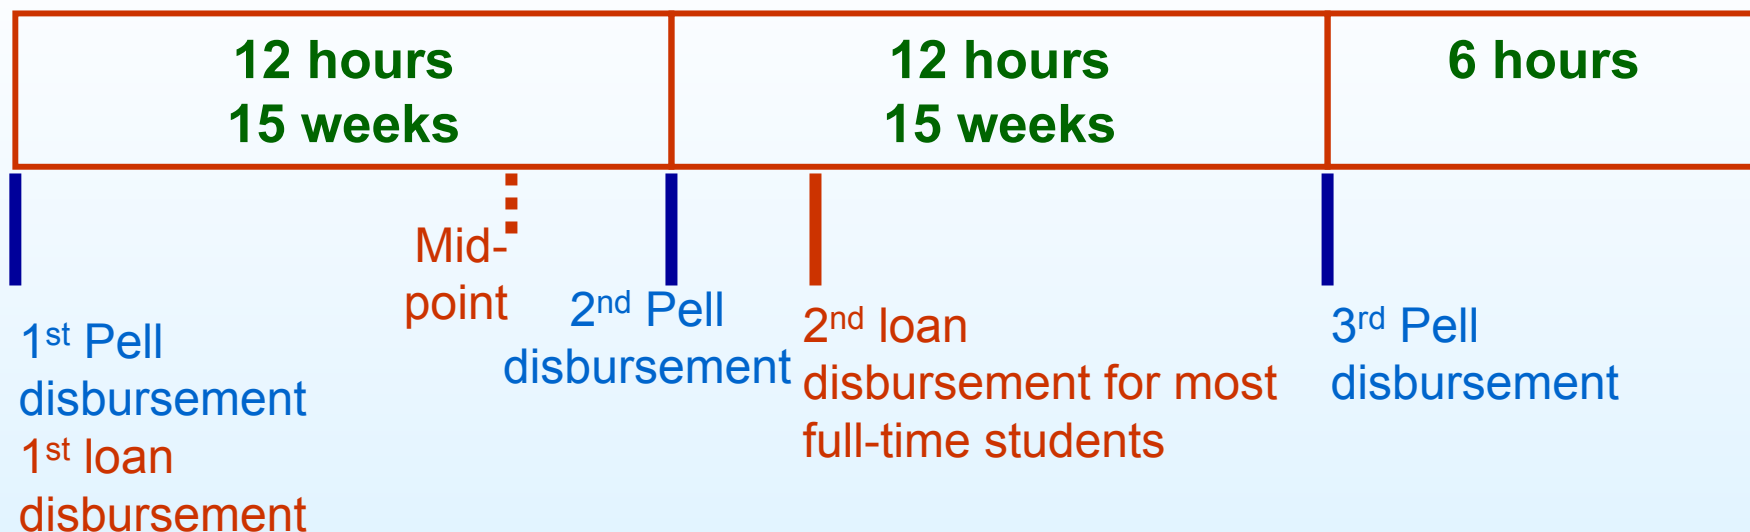 12 hours
15 weeks
12 hours
15 weeks
6 hours
Mid-
point
1st Pell
disbursement
1st loan
disbursement
2nd Pell
disbursement
2nd loan
disbursement for most
full-time students
3rd Pell
disbursement